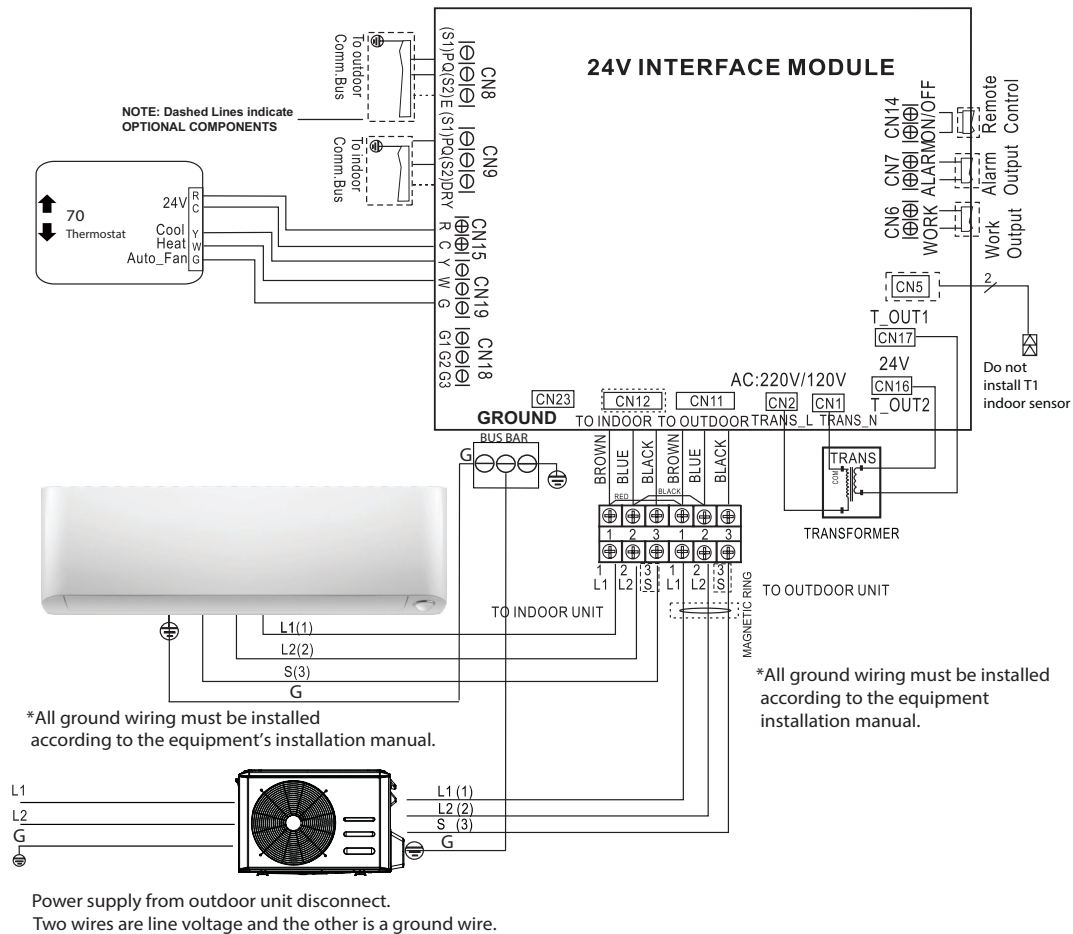 24V INTERFACE MODULE
(S1)PQ(S2)E
CN8
To outdoor
Comm.Bus
NOTE: Dashed Lines indicate
OPTIONAL COMPONENTS
(S1)PQ(S2)DRY
CN9
To indoor
Comm.Bus
R
C
CN15
Y
W
CN19
G
G1 G2 G3
CN18
70
Thermostat
24V
R
C
Cool Y
Heat W
Auto_Fan G
CN14
ON/OFF
Remote
Control
CN7
ALARM
Alarm
Output
CN6
WORK
Work
Output
CN5
2
T_OUT1
CN17
24V
CN16
T_OUT2
Do not
install T1
indoor sensor
AC:220V/120V
CN23
CN12
CN11
CN2
CN1
GROUND
TO INDOOR TO OUTDOOR TRANS_L TRANS_N
BUS BAR
G
BROWN
BLUE
BLACK
BROWN
BLUE
BLACK
RED
BLACK
TRANS
COM
TRANSFORMER
1 2 3 1 2 3
1 2 3 1 2 3
L1 L2 S L1 L2 S
TO INDOOR UNIT
MAGNETIC RING
TO OUTDOOR UNIT
L1(1)
L2(2)
S(3)
G
*All ground wiring must be installed
according to the equipment’s installation manual.
*All ground wiring must be installed
according to the equipment
installation manual.
L1
L2
G
L1 (1)
L2 (2)
S (3)
G
Power supply from outdoor unit disconnect.
Two wires are line voltage and the other is a ground wire.